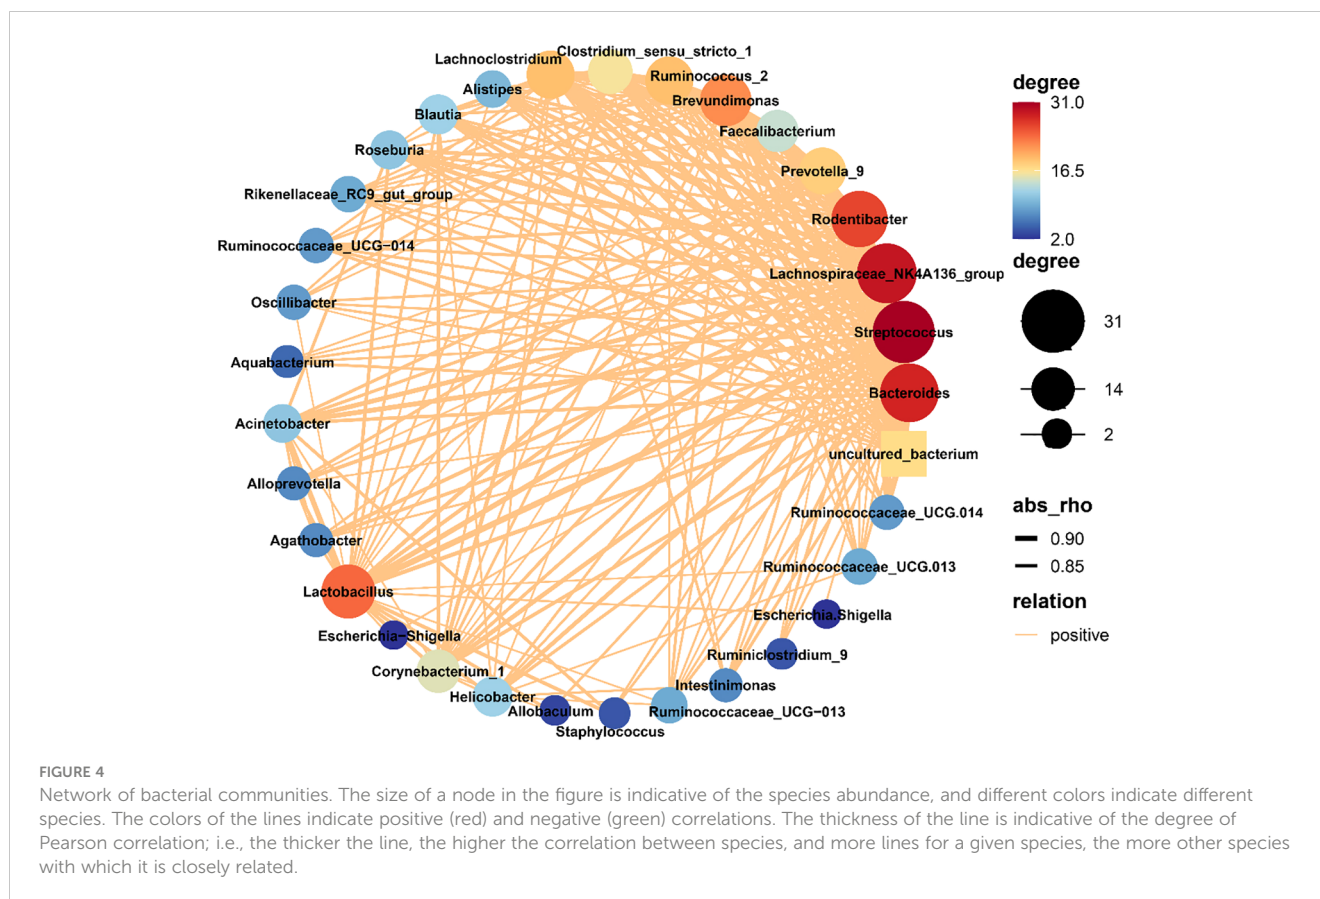 Clostridium_sensu_stricto_1
Lachnoclostridium
Ruminococcus_2
Alistipes
Brevundimonas
Blautia
Faecalibacterium
Roseburia
Prevotella_9
Rikenellaceae_RC9_gut_group
Rodentibacter
Ruminococcaceae_UCG−014
Lachnospiraceae_NK4A136_group
Oscillibacter
Streptococcus
Aquabacterium
Bacteroides
Acinetobacter
uncultured_bacterium
Alloprevotella
Ruminococcaceae_UCG.014
Agathobacter
Ruminococcaceae_UCG.013
Lactobacillus
Escherichia.Shigella
Escherichia−Shigella
Ruminiclostridium_9
Corynebacterium_1
Intestinimonas
Helicobacter
Allobaculum
Ruminococcaceae_UCG−013
Staphylococcus
degree
31.0
16.5
2.0
degree
31
14
2
abs_rho
0.90
0.85
relation
positive
FIGURE 4
Network of bacterial communities. The size of a node in the figure is indicative of the species abundance, and different colors indicate different
species. The colors of the lines indicate positive (red) and negative (green) correlations. The thickness of the line is indicative of the degree of
Pearson correlation; i.e., the thicker the line, the higher the correlation between species, and more lines for a given species, the more other species
with which it is closely related.